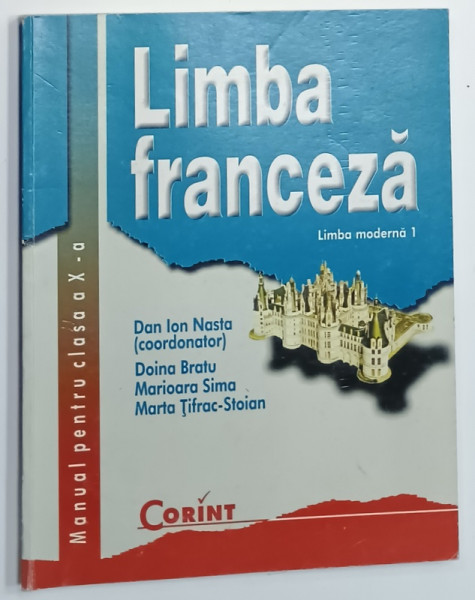 Limba
franceză
Limba modernă 1
Dan Ion Nasta
(coordonator)
Doina Bratu
Marioara Sima
Marta Ţifrac-Stoian
CORINT
Manual pentru clasa a X-a